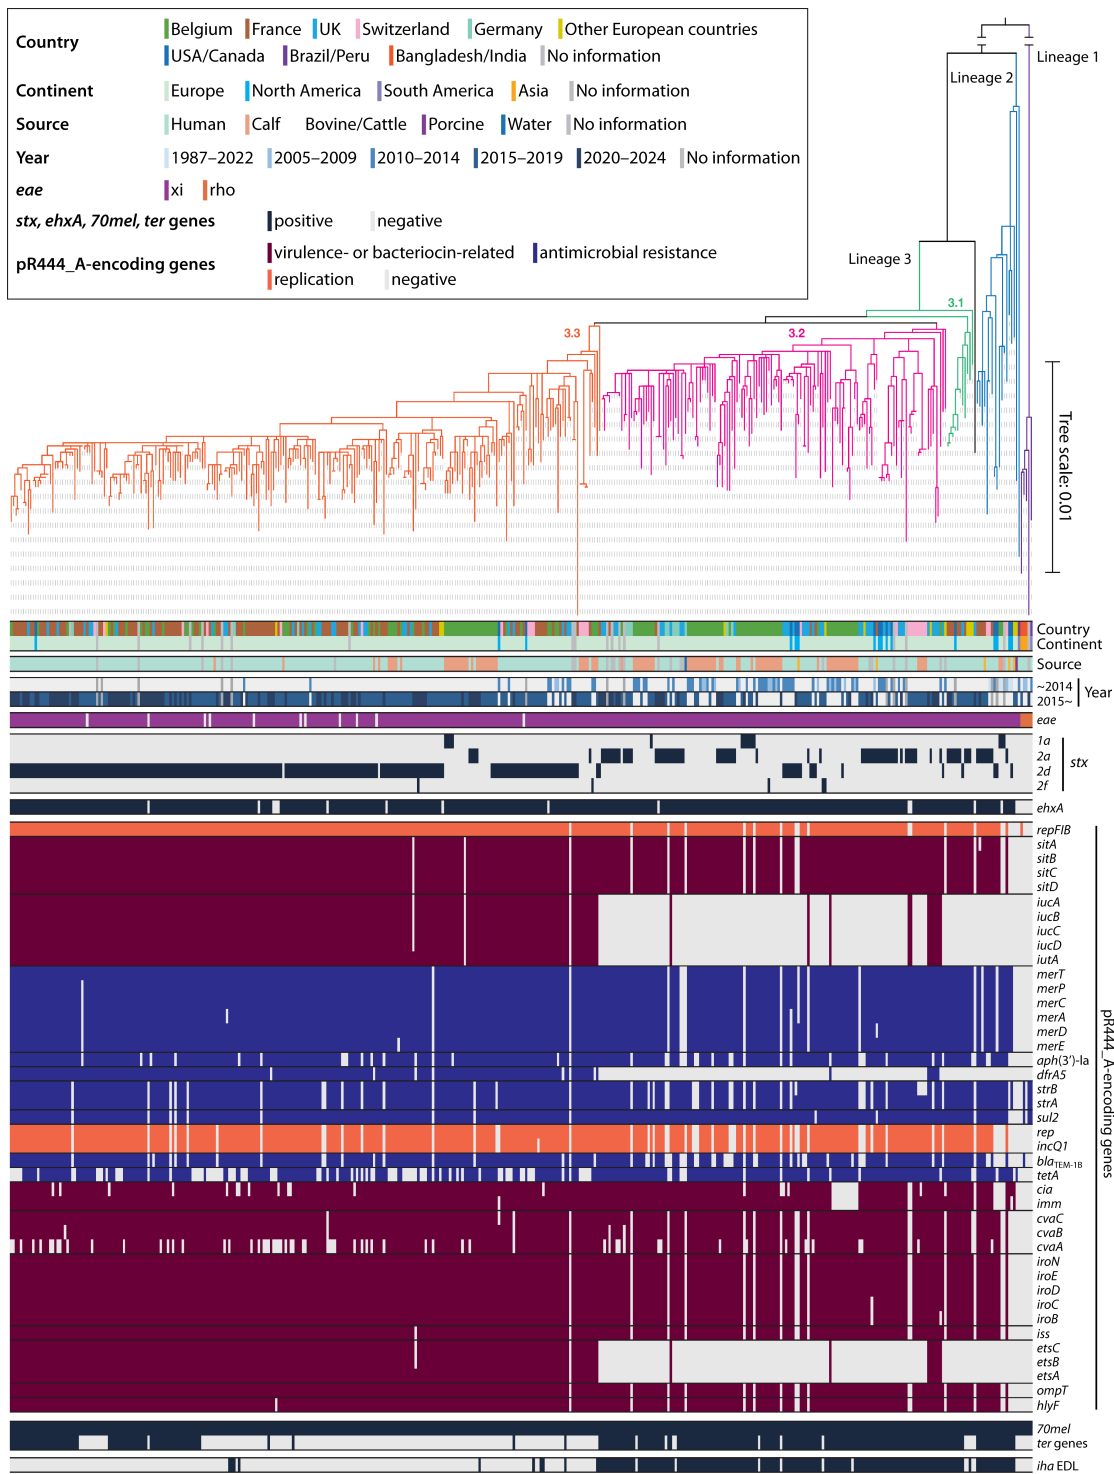 Country
Belgium France UK Switzerland Germany Other European countries
USA/Canada Brazil/Peru Bangladesh/India No information
Continent Europe North America South America Asia No information
Source Human Calf Bovine/Cattle Porcine Water No information
Year 1987–2022 2005–2009 2010–2014 2015–2019 2020–2024 No information
eae xi rho
stx, ehxA, 70mel, ter genes positive negative
pR444_A-encoding genes
virulence- or bacteriocin-related antimicrobial resistance
replication negative
Lineage 1
Lineage 2
Lineage 3
3.1
3.2
3.3
Tree scale: 0.01
Country
Continent
Source
~2014
2015~
Year
eae
1a
2a
2d
2f
stx
ehxA
repFIB
sitA
sitB
sitC
sitD
iucA
iucB
iucC
iucD
iutA
merT
merP
merC
merA
merD
merE
aph(3’)-Ia
dfrA5
strB
strA
sul2
rep
incQ1
blaTEM-1B
tetA
cia
imm
cvaC
cvaB
cvaA
iroN
iroE
iroD
iroC
iroB
iss
etsC
etsB
etsA
ompT
hlyF
pR444_A-encoding genes
70mel
ter genes
iha EDL